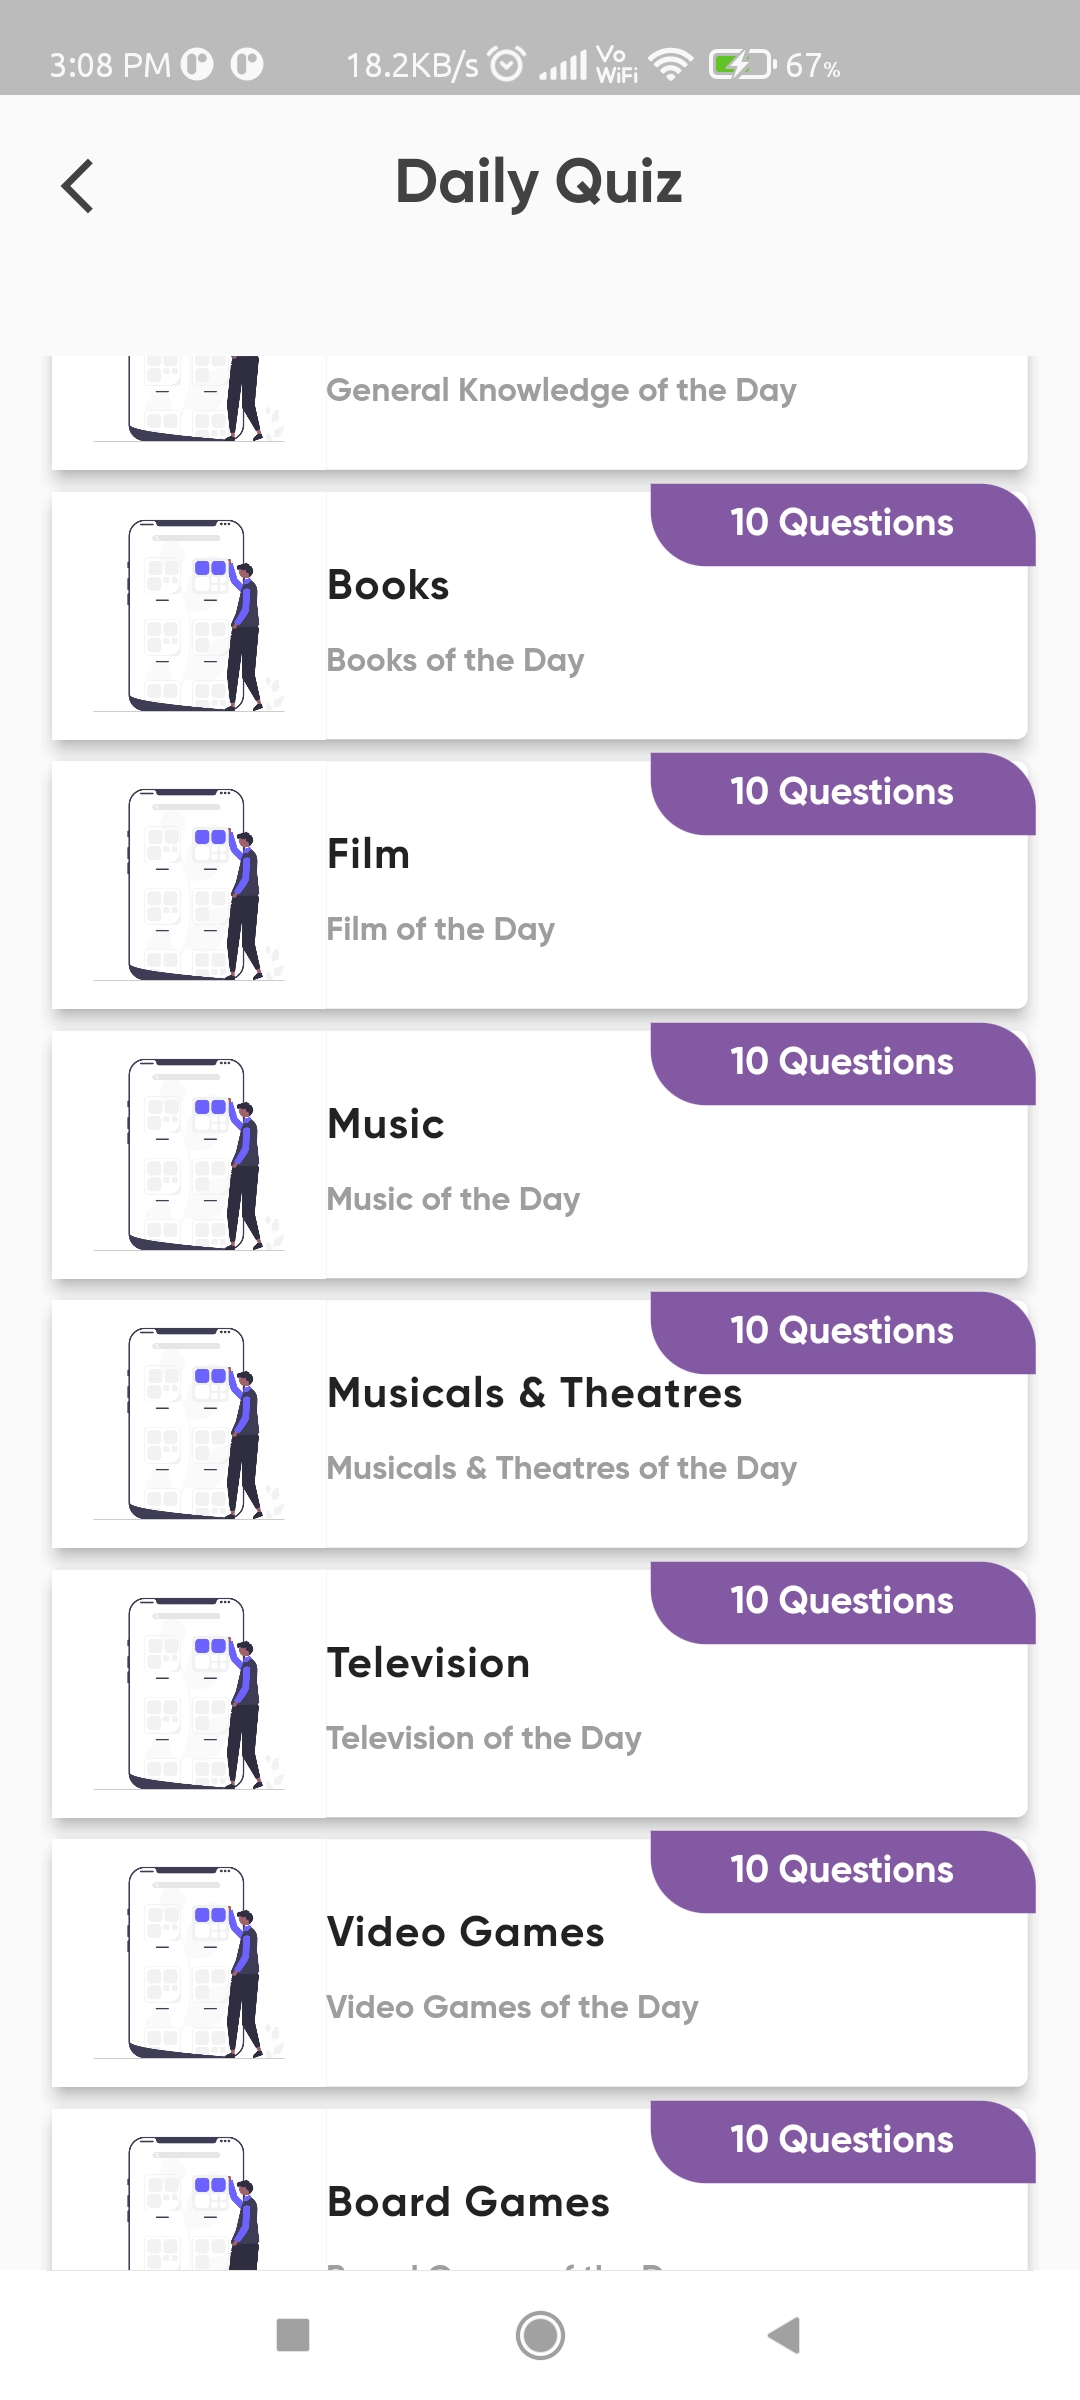 3:08 PM 18.2KB/s Vo WiFi 67%
Daily Quiz
General Knowledge of the Day
10 Questions
Books
Books of the Day
10 Questions
Film
Film of the Day
10 Questions
Music
Music of the Day
10 Questions
Musicals & Theatres
Musicals & Theatres of the Day
10 Questions
Television
Television of the Day
10 Questions
Video Games
Video Games of the Day
10 Questions
Board Games